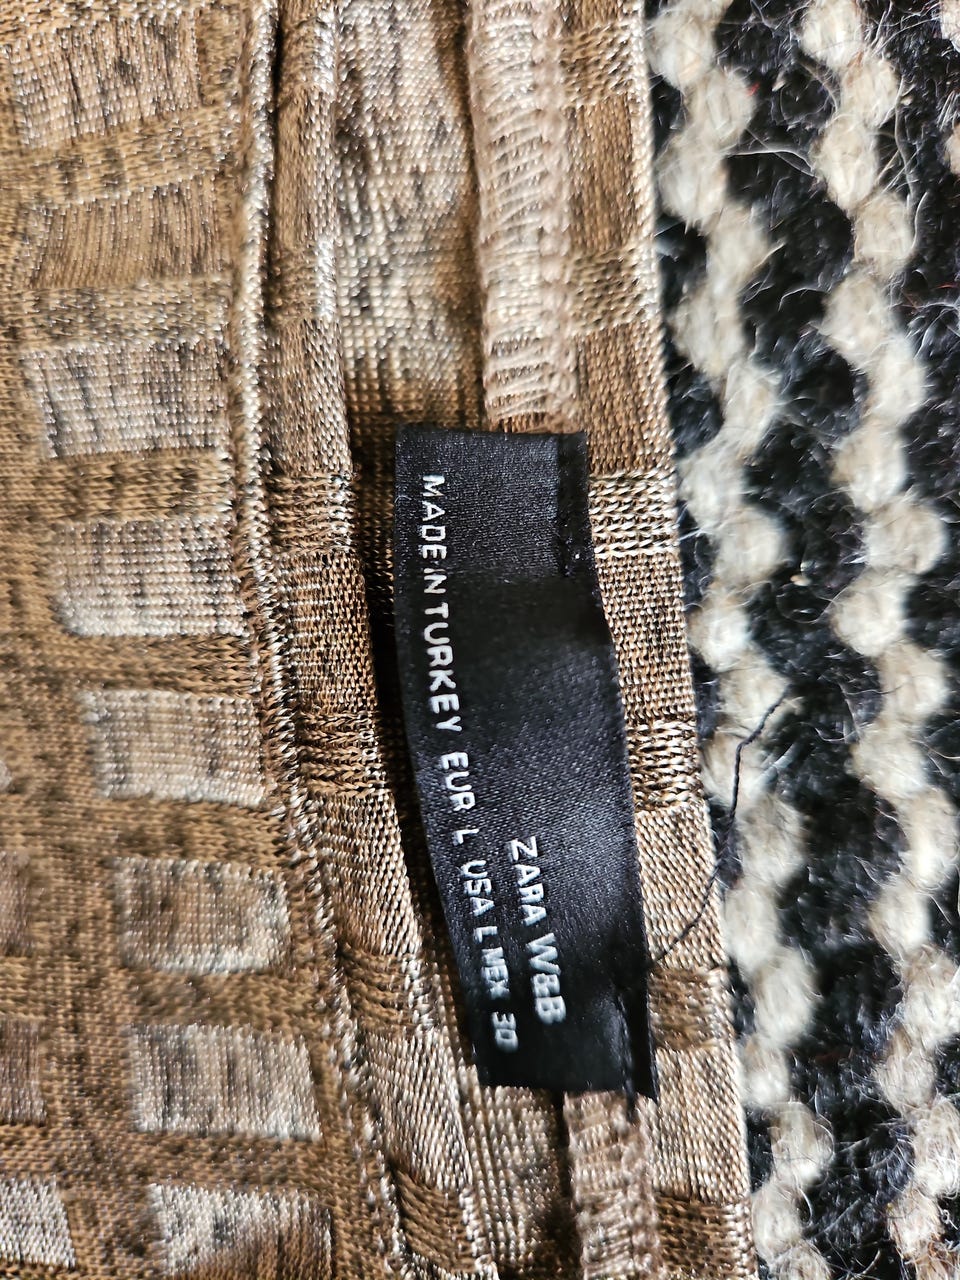 ZARA W&B
MADE IN TURKEY EUR L USA L MEX 30